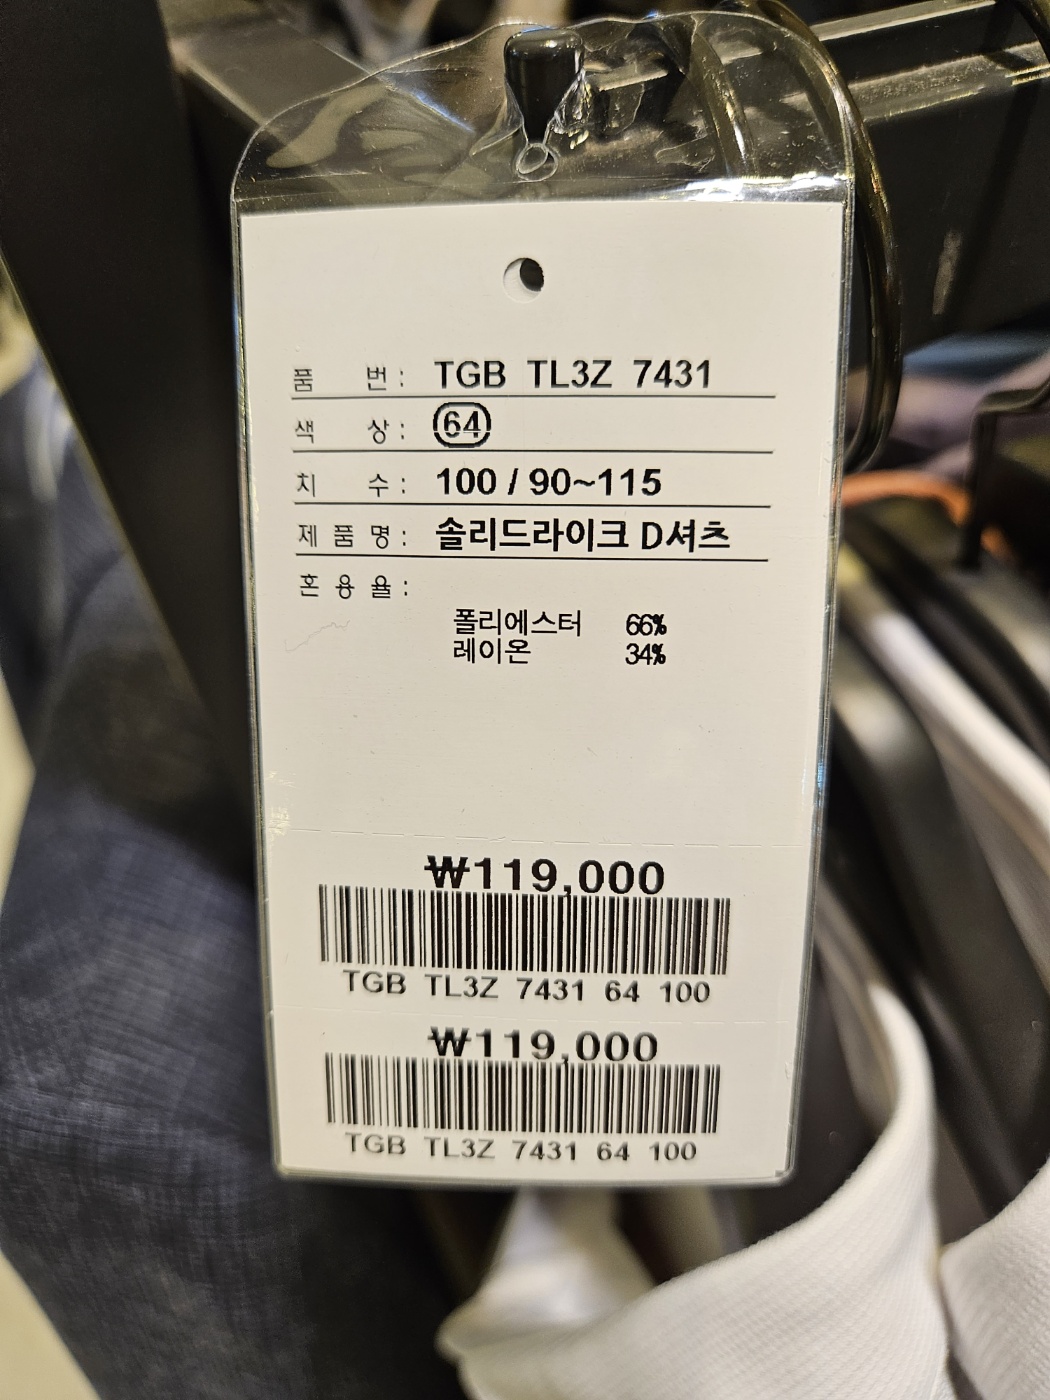 품 번 : TGB TL3Z 7431
색 상 : 64
치 수 : 100 / 90~115
제 품 명 : 솔리드라이크 D셔츠
혼 용 율 :
폴리에스터 66%
레이온 34%
₩119,000
TGB TL3Z 7431 64 100
₩119,000
TGB TL3Z 7431 64 100